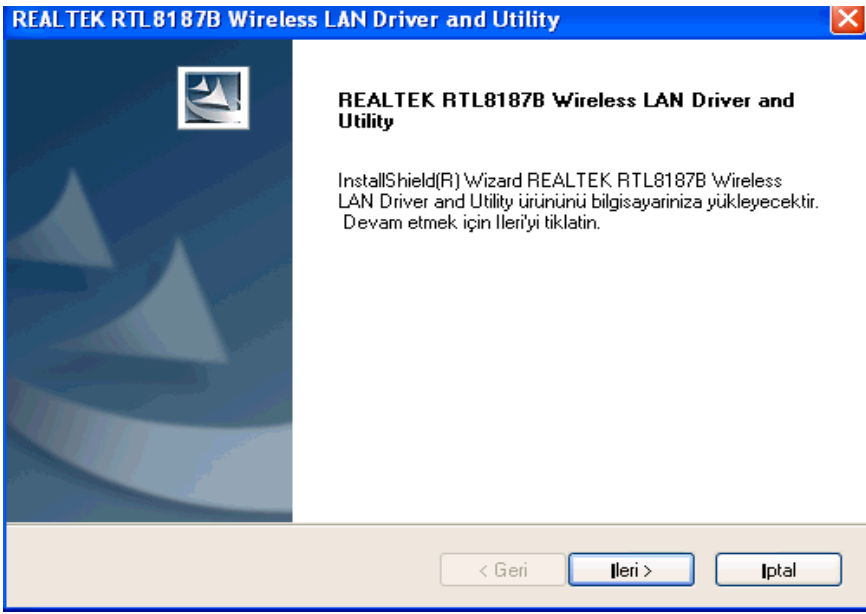 REALTEK RTL8187B Wireless LAN Driver and Utility
REALTEK RTL8187B Wireless LAN Driver and
Utility
InstallShield(R) Wizard REALTEK RTL8187B Wireless
LAN Driver and Utility ürününü bilgisayariniza yükleyecektir.
Devam etmek için Ileri'yi tiklatin.
< Geri
Ileri >
Iptal